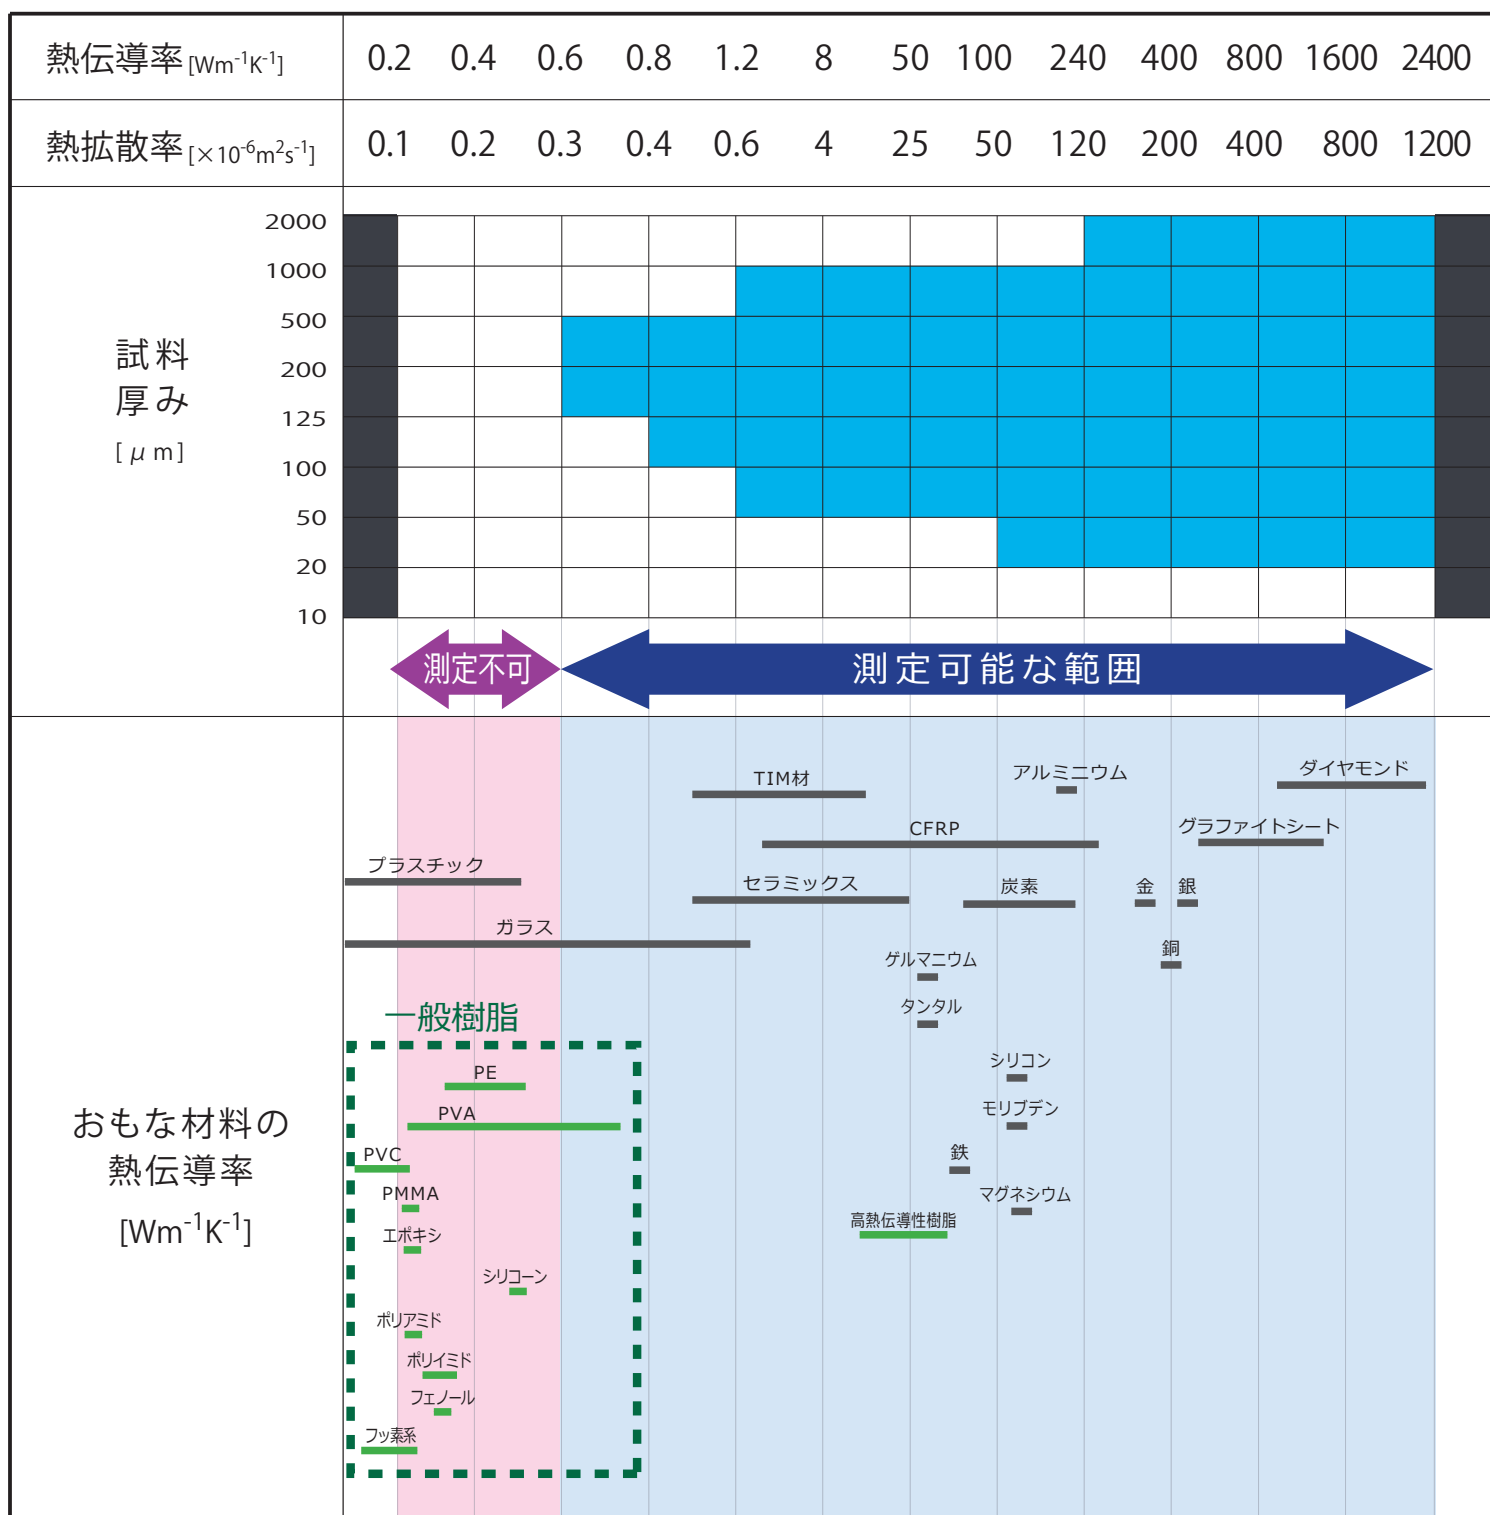 熱伝導率 [Wm⁻¹K⁻¹] 0.2 0.4 0.6 0.8 1.2 8 50 100 240 400 800 1600 2400
熱拡散率 [×10⁻⁶m²s⁻¹] 0.1 0.2 0.3 0.4 0.6 4 25 50 120 200 400 800 1200
試料
厚み
[μm]
2000
1000
500
200
125
100
50
20
10
測定不可
測定可能な範囲
おもな材料の
熱伝導率
[Wm⁻¹K⁻¹]
ダイヤモンド
アルミニウム
TIM材
グラファイトシート
CFRP
プラスチック
セラミックス
炭素
金
銀
ガラス
銅
ゲルマニウム
タンタル
一般樹脂
シリコン
PE
モリブデン
PVA
鉄
PVC
マグネシウム
PMMA
高熱伝導性樹脂
エポキシ
シリコーン
ポリアミド
ポリイミド
フェノール
フッ素系